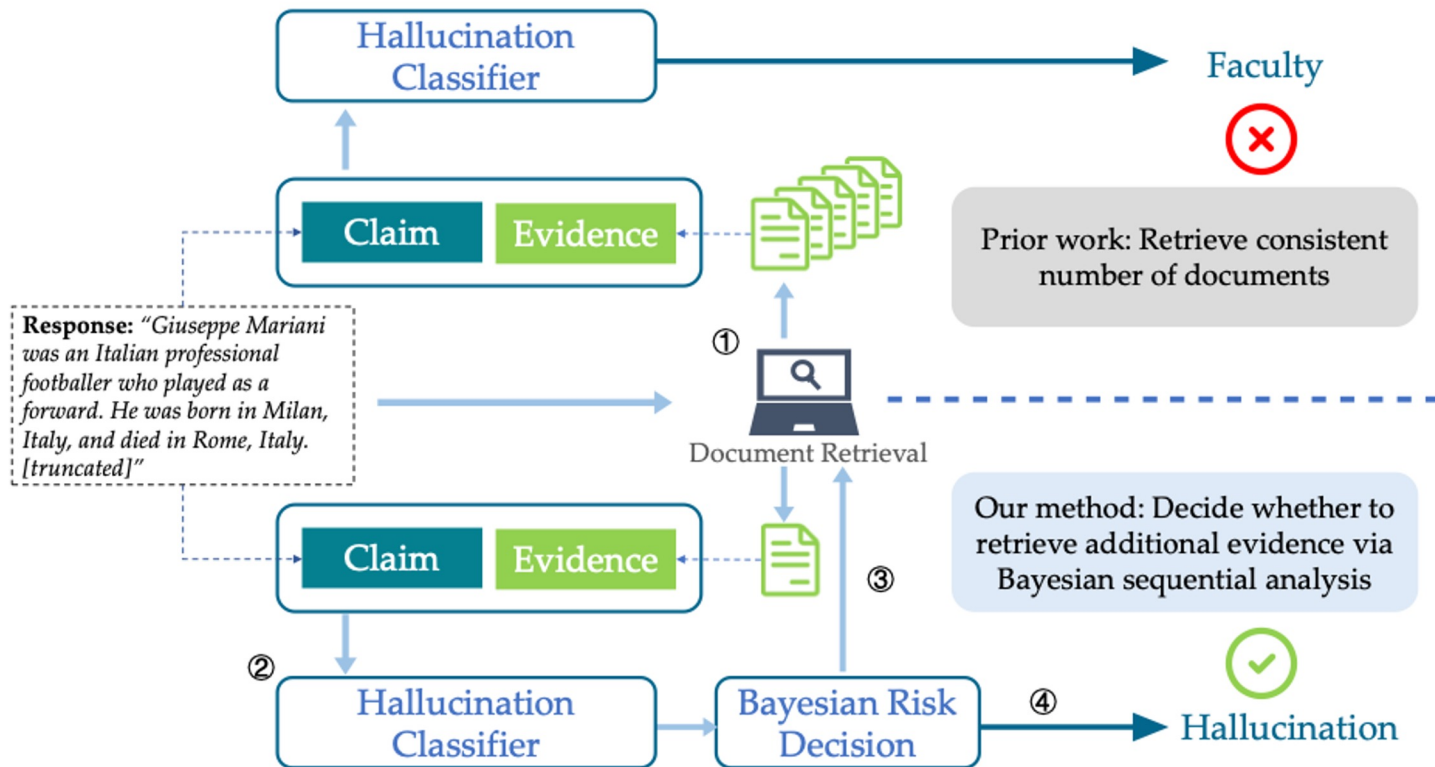 Hallucination
Classifier
Faculty
Claim
Evidence
Prior work: Retrieve consistent
number of documents
Response: “Giuseppe Mariani
was an Italian professional
footballer who played as a
forward. He was born in Milan,
Italy, and died in Rome, Italy.
[truncated]”
①
Document Retrieval
Claim
Evidence
Our method: Decide whether to
retrieve additional evidence via
Bayesian sequential analysis
③
②
Hallucination
Classifier
Bayesian Risk
Decision
④
Hallucination